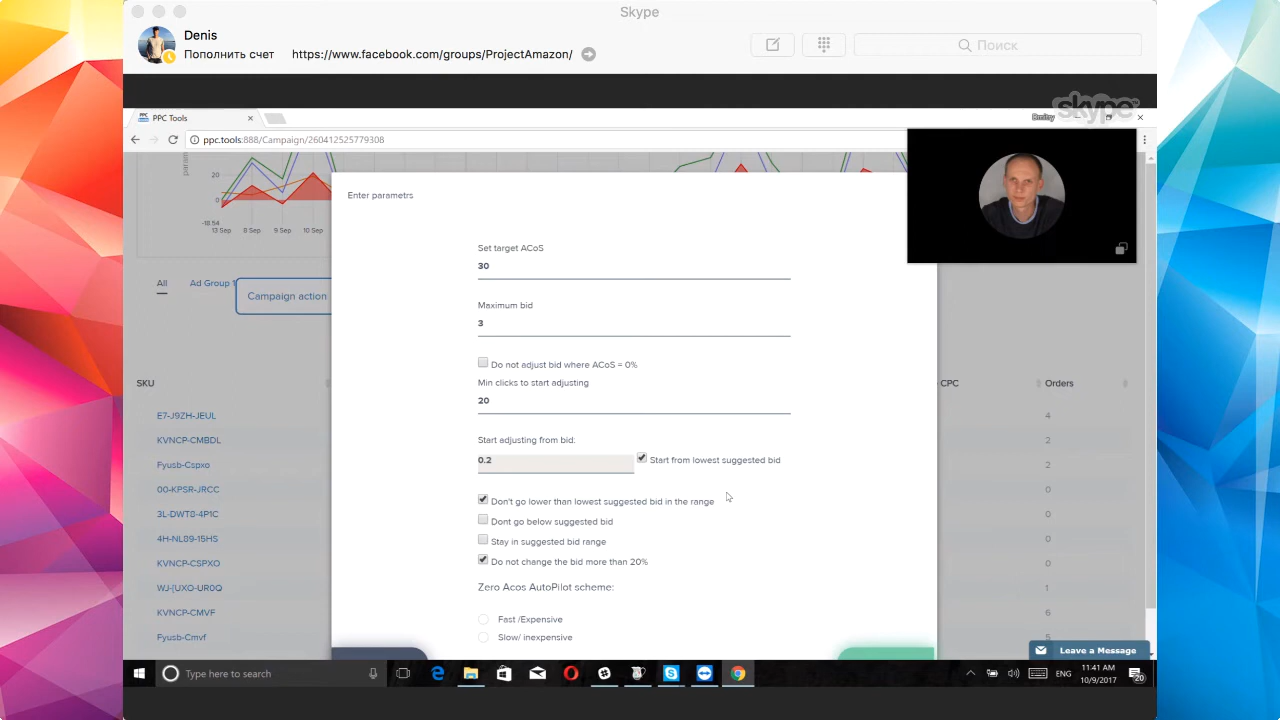 Skype
Denis
Пополнить счет https://www.facebook.com/groups/ProjectAmazon/
Поиск
skype™
PPC Tools
Dmitry
ppc.tools:888/Campaign/260412525779308
20
0
-18.54
13 Sep 8 Sep 9 Sep 10 Sep
Enter parametrs
Set target ACoS
30
Maximum bid
3
Do not adjust bid where ACoS = 0%
Min clicks to start adjusting
20
Start adjusting from bid:
0.2 Start from lowest suggested bid
Don't go lower than lowest suggested bid in the range
Dont go below suggested bid
Stay in suggested bid range
Do not change the bid more than 20%
Zero Acos AutoPilot scheme:
Fast /Expensive
Slow/ inexpensive
All Ad Group 1
Campaign action
SKU CPC Orders
E7-J9ZH-JEUL 4
KVNCP-CMBDL 2
Fyusb-Cspxo 2
00-KPSR-JRCC 0
3L-DWT8-4P1C 0
4H-NL89-15HS 0
KVNCP-CSPXO 0
WJ-[UXO-UR0Q 1
KVNCP-CMVF 6
Fyusb-Cmvf 5
Leave a Message
Type here to search
ENG
11:41 AM
10/9/2017
20